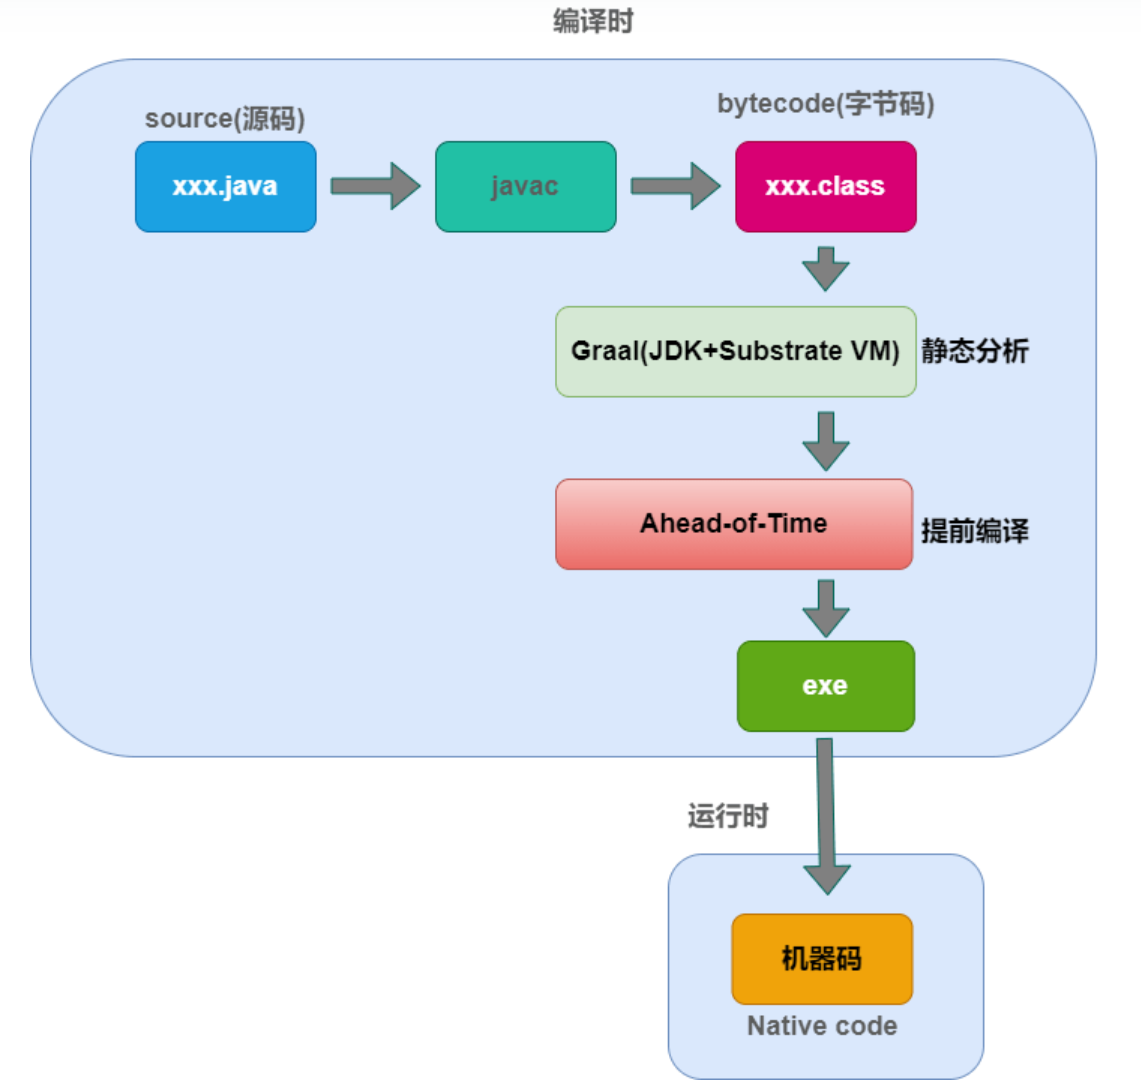 编译时
source(源码)
bytecode(字节码)
xxx.java
javac
xxx.class
Graal(JDK+Substrate VM)
静态分析
Ahead-of-Time
提前编译
exe
运行时
机器码
Native code